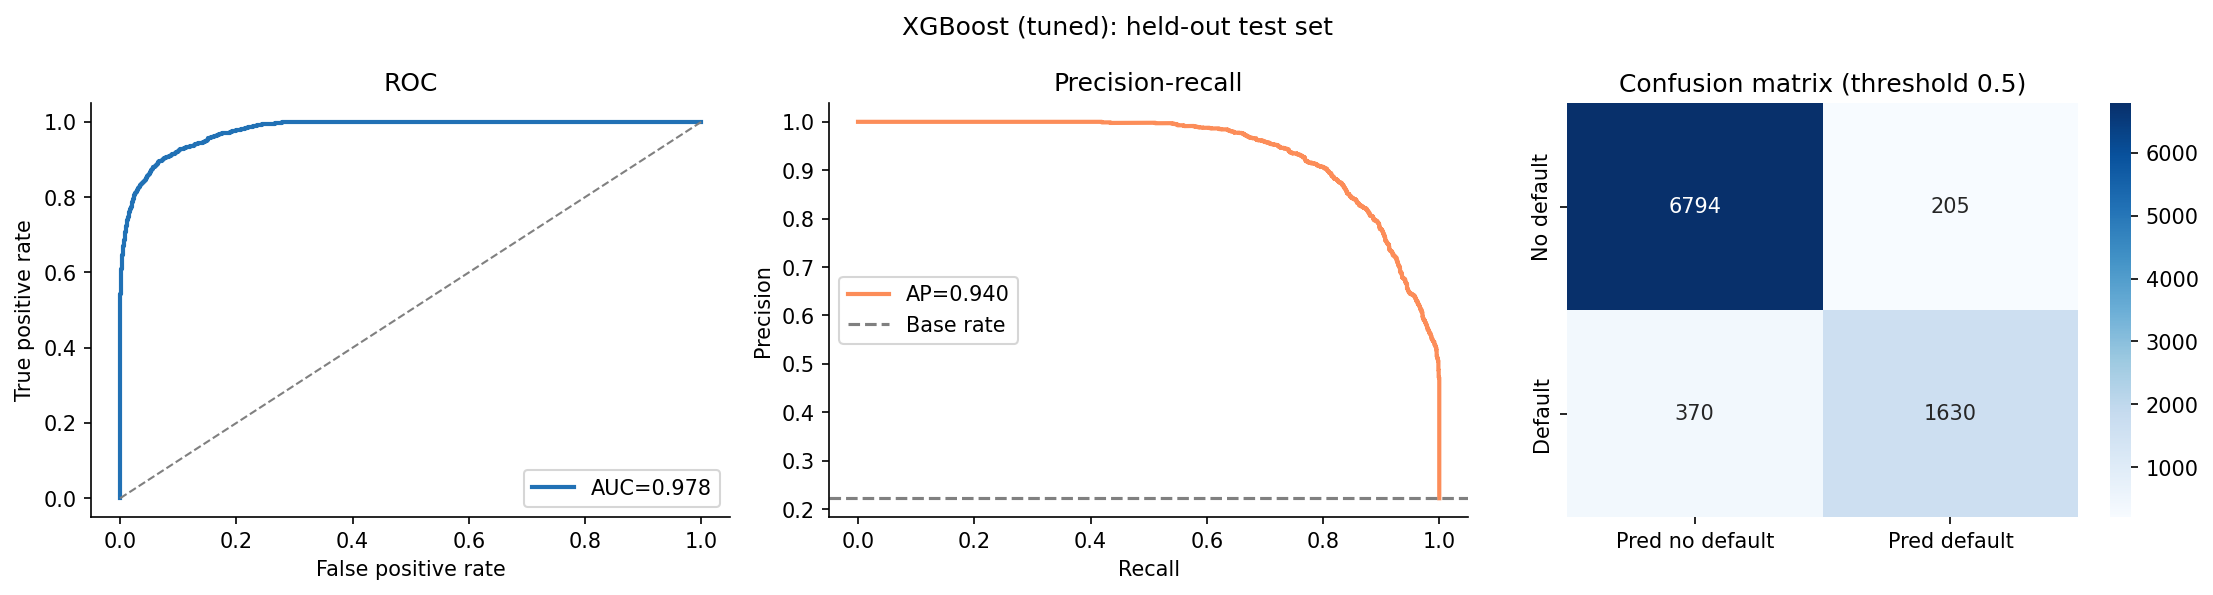 XGBoost (tuned): held-out test set
ROC
True positive rate
1.0
0.8
0.6
0.4
0.2
0.0
AUC=0.978
0.0 0.2 0.4 0.6 0.8 1.0
False positive rate
Precision-recall
Precision
1.0
0.9
0.8
0.7
0.6
0.5
0.4
0.3
0.2
AP=0.940
Base rate
0.0 0.2 0.4 0.6 0.8 1.0
Recall
Confusion matrix (threshold 0.5)
No default
6794 205
Default
370 1630
Pred no default Pred default
6000
5000
4000
3000
2000
1000